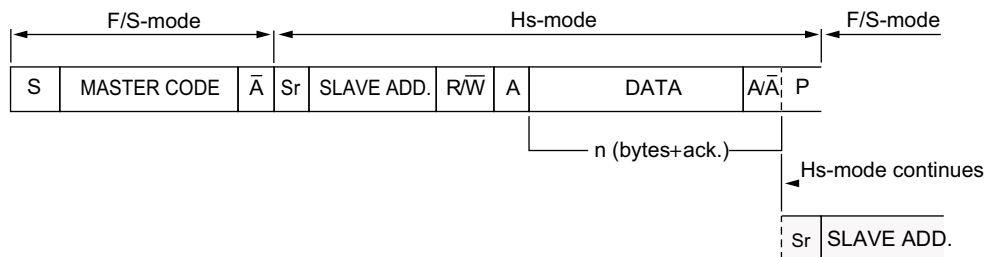 F/S-mode Hs-mode F/S-mode
S MASTER CODE A̅ Sr SLAVE ADD. R/W̅ A DATA A/A̅ P
n (bytes+ack.)
Hs-mode continues
Sr SLAVE ADD.